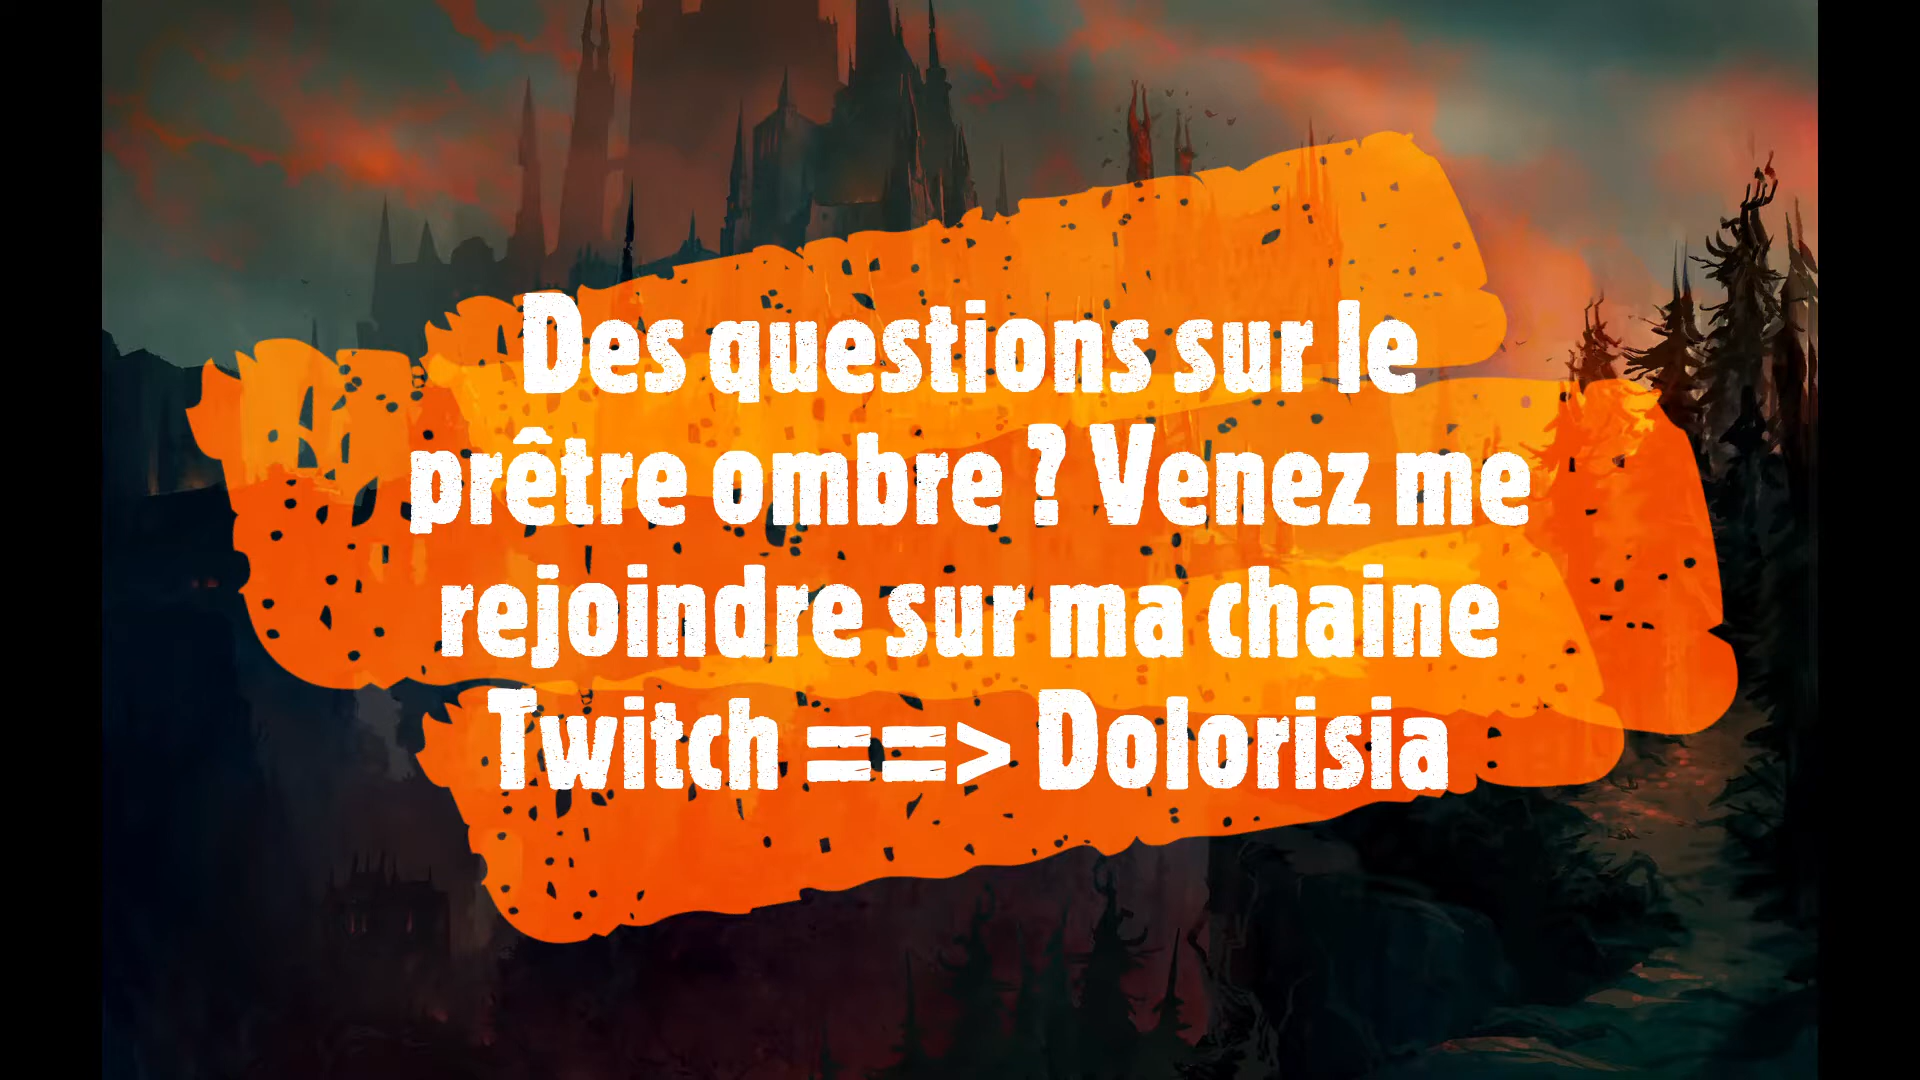 Des questions sur le
prêtre ombre ? Venez me
rejoindre sur ma chaine
Twitch ==> Dolorisia